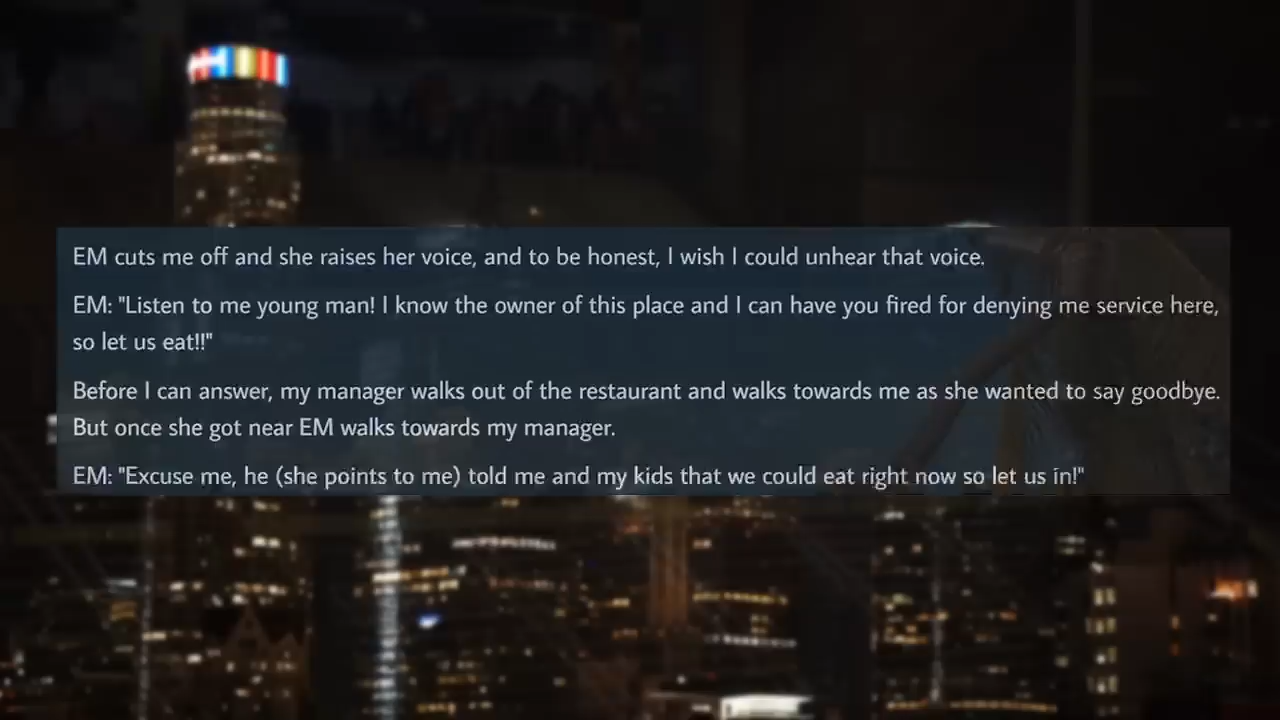 EM cuts me off and she raises her voice, and to be honest, I wish I could unhear that voice.
EM: "Listen to me young man! I know the owner of this place and I can have you fired for denying me service here,
so let us eat!!"
Before I can answer, my manager walks out of the restaurant and walks towards me as she wanted to say goodbye.
But once she got near EM walks towards my manager.
EM: "Excuse me, he (she points to me) told me and my kids that we could eat right now so let us in!"